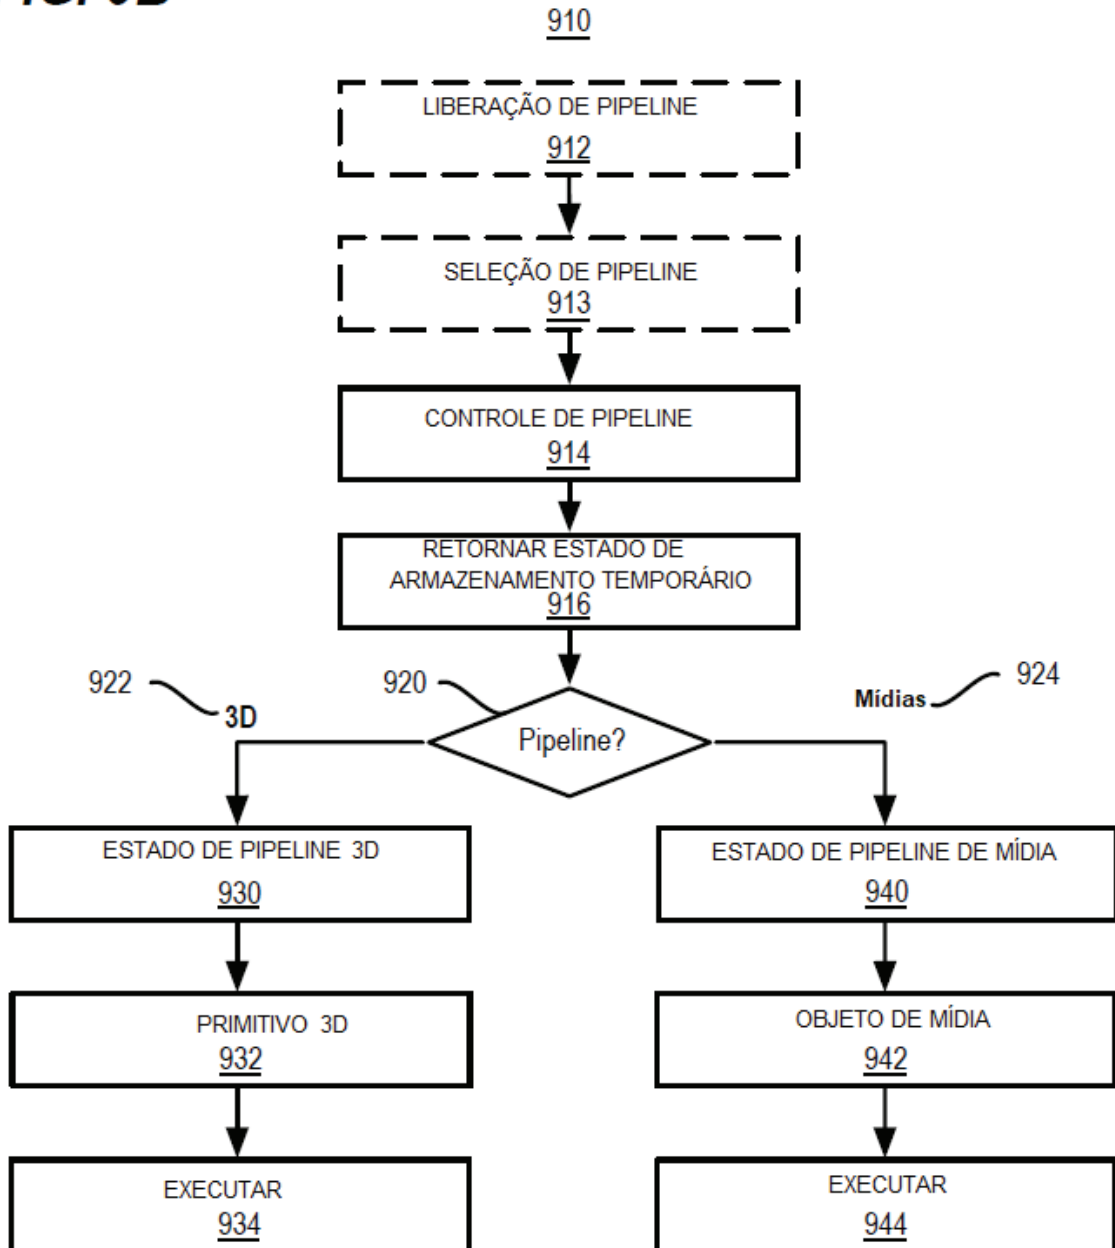 910
LIBERAÇÃO DE PIPELINE
912
SELEÇÃO DE PIPELINE
913
CONTROLE DE PIPELINE
914
RETORNAR ESTADO DE
ARMAZENAMENTO TEMPORÁRIO
916
922
3D
920
Pipeline?
Mídias
924
ESTADO DE PIPELINE 3D
930
ESTADO DE PIPELINE DE MÍDIA
940
PRIMITIVO 3D
932
OBJETO DE MÍDIA
942
EXECUTAR
934
EXECUTAR
944